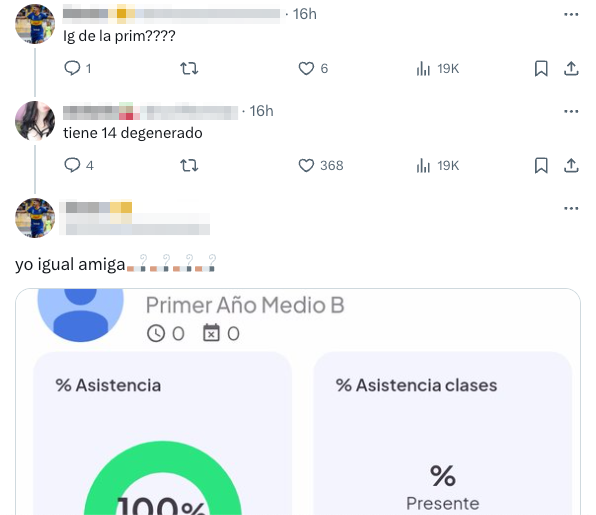 · 16h
Ig de la prim????
1
6
19K
· 16h
tiene 14 degenerado
4
368
19K
yo igual amiga🚬🚬🚬🚬
Primer Año Medio B
0 0
% Asistencia
% Asistencia clases
100%
%
Presente